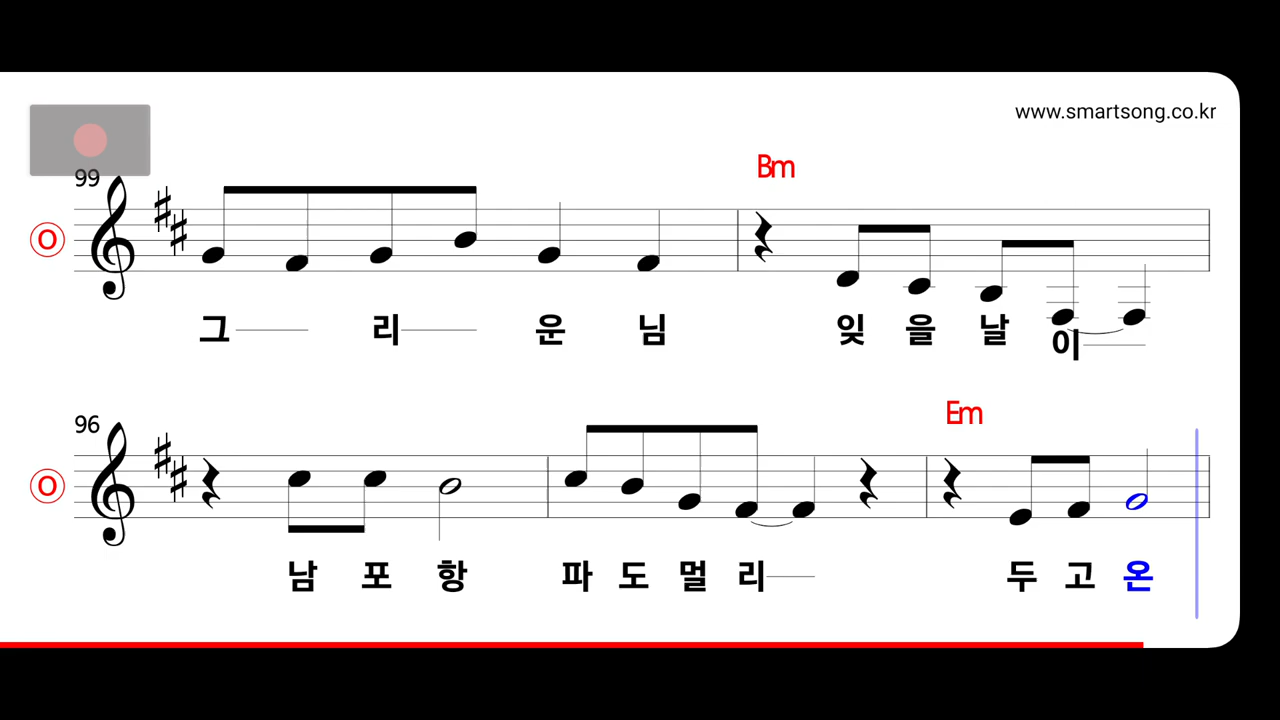 www.smartsong.co.kr
Bm
99
O
그 리 운 님 잊 을 날 이
Em
96
O
남 포 항 파 도 멀 리 두 고 온